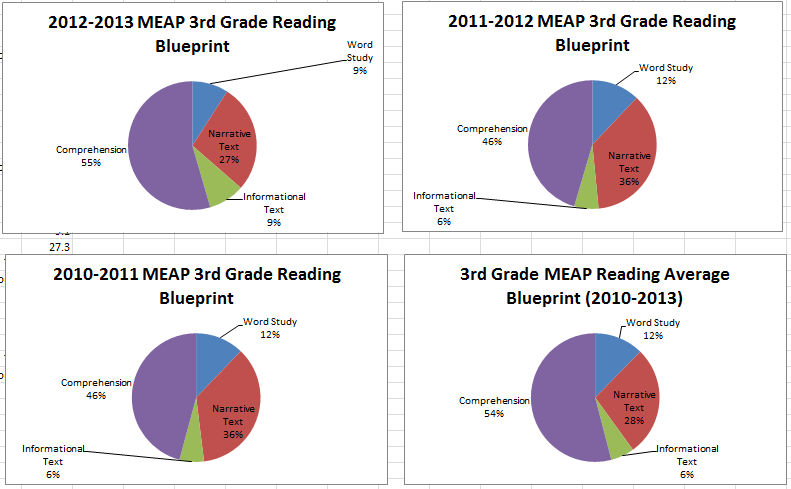 2012-2013 MEAP 3rd Grade Reading
Blueprint
Word
Study
9%
Narrative
Text
27%
Comprehension
55%
Informational
Text
9%
2011-2012 MEAP 3rd Grade Reading
Blueprint
Word Study
12%
Comprehension
46%
Narrative
Text
36%
Informational
Text
6%
27.3
2010-2011 MEAP 3rd Grade Reading
Blueprint
Word Study
12%
Comprehension
46%
Narrative
Text
36%
Informational
Text
6%
3rd Grade MEAP Reading Average
Blueprint (2010-2013)
Word Study
12%
Narrative
Text
28%
Comprehension
54%
Informational
Text
6%